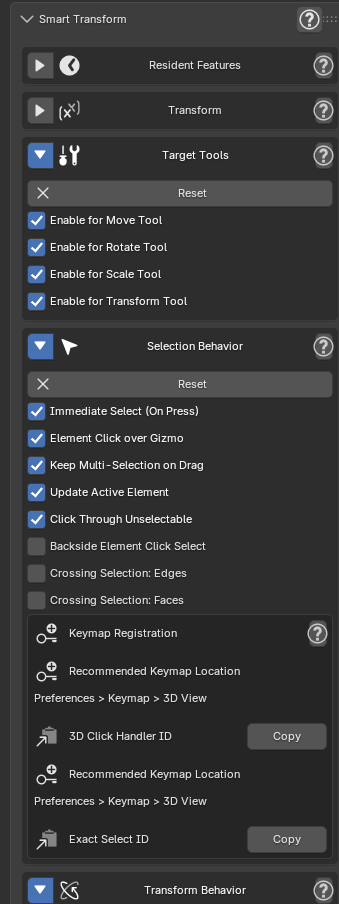 Smart Transform
Resident Features
Transform
Target Tools
Reset
Enable for Move Tool
Enable for Rotate Tool
Enable for Scale Tool
Enable for Transform Tool
Selection Behavior
Reset
Immediate Select (On Press)
Element Click over Gizmo
Keep Multi-Selection on Drag
Update Active Element
Click Through Unselectable
Backside Element Click Select
Crossing Selection: Edges
Crossing Selection: Faces
Keymap Registration
Recommended Keymap Location
Preferences > Keymap > 3D View
3D Click Handler ID Copy
Recommended Keymap Location
Preferences > Keymap > 3D View
Exact Select ID Copy
Transform Behavior